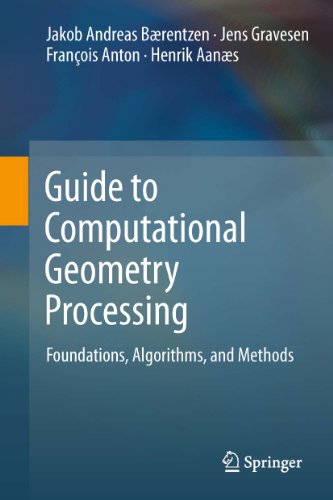 Jakob Andreas Bærentzen · Jens Gravesen
François Anton · Henrik Aanæs
Guide to
Computational
Geometry
Processing
Foundations, Algorithms, and Methods
Springer